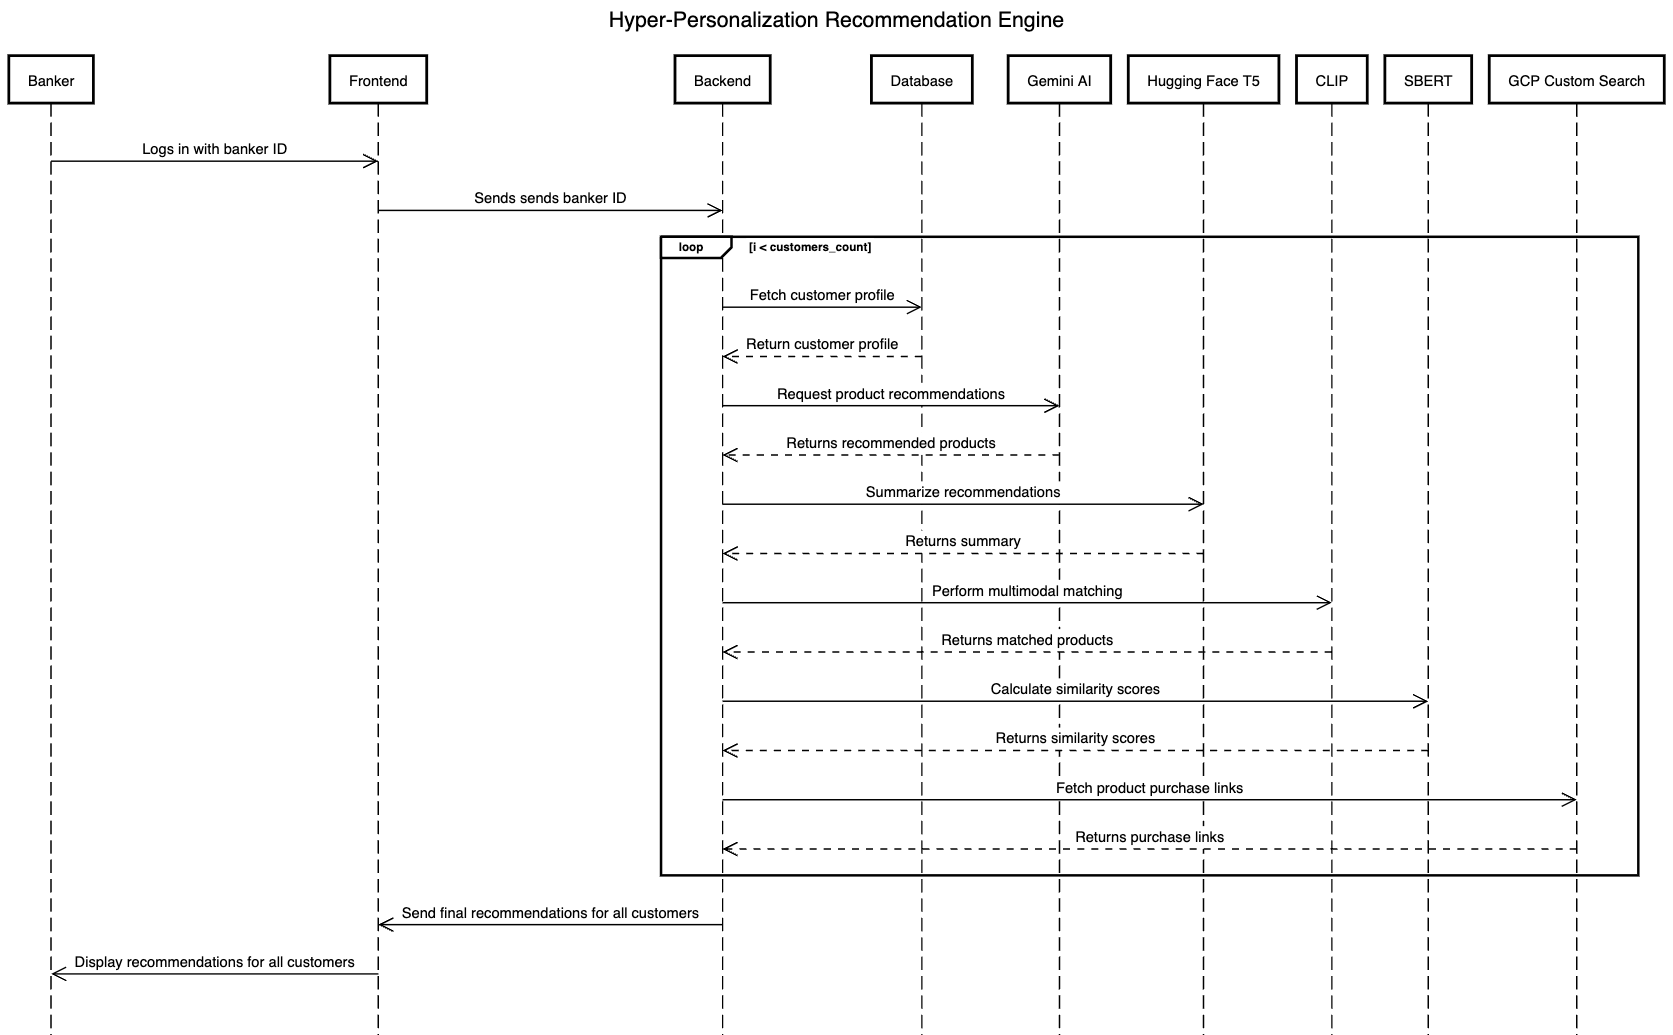 Hyper-Personalization Recommendation Engine
Banker
Frontend
Backend
Database
Gemini AI
Hugging Face T5
CLIP
SBERT
GCP Custom Search
Logs in with banker ID
Sends sends banker ID
loop [i < customers_count]
Fetch customer profile
Return customer profile
Request product recommendations
Returns recommended products
Summarize recommendations
Returns summary
Perform multimodal matching
Returns matched products
Calculate similarity scores
Returns similarity scores
Fetch product purchase links
Returns purchase links
Send final recommendations for all customers
Display recommendations for all customers